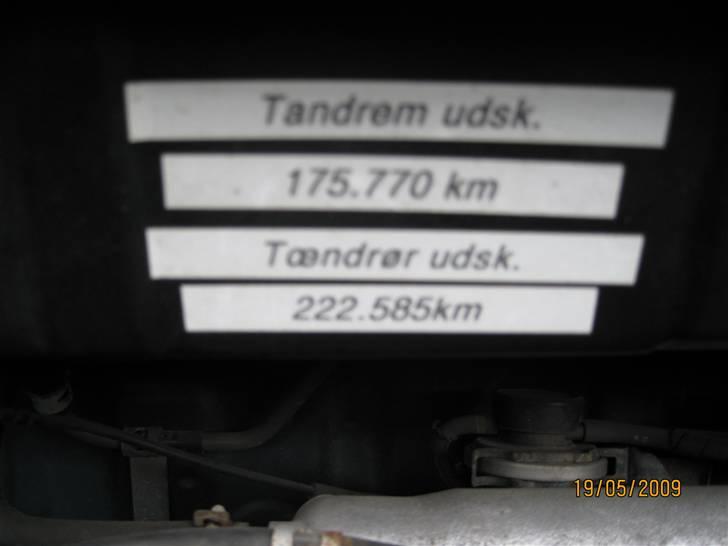 Tandrem udsk.
175.770 km
Tændrør udsk.
222.585km
19/05/2009